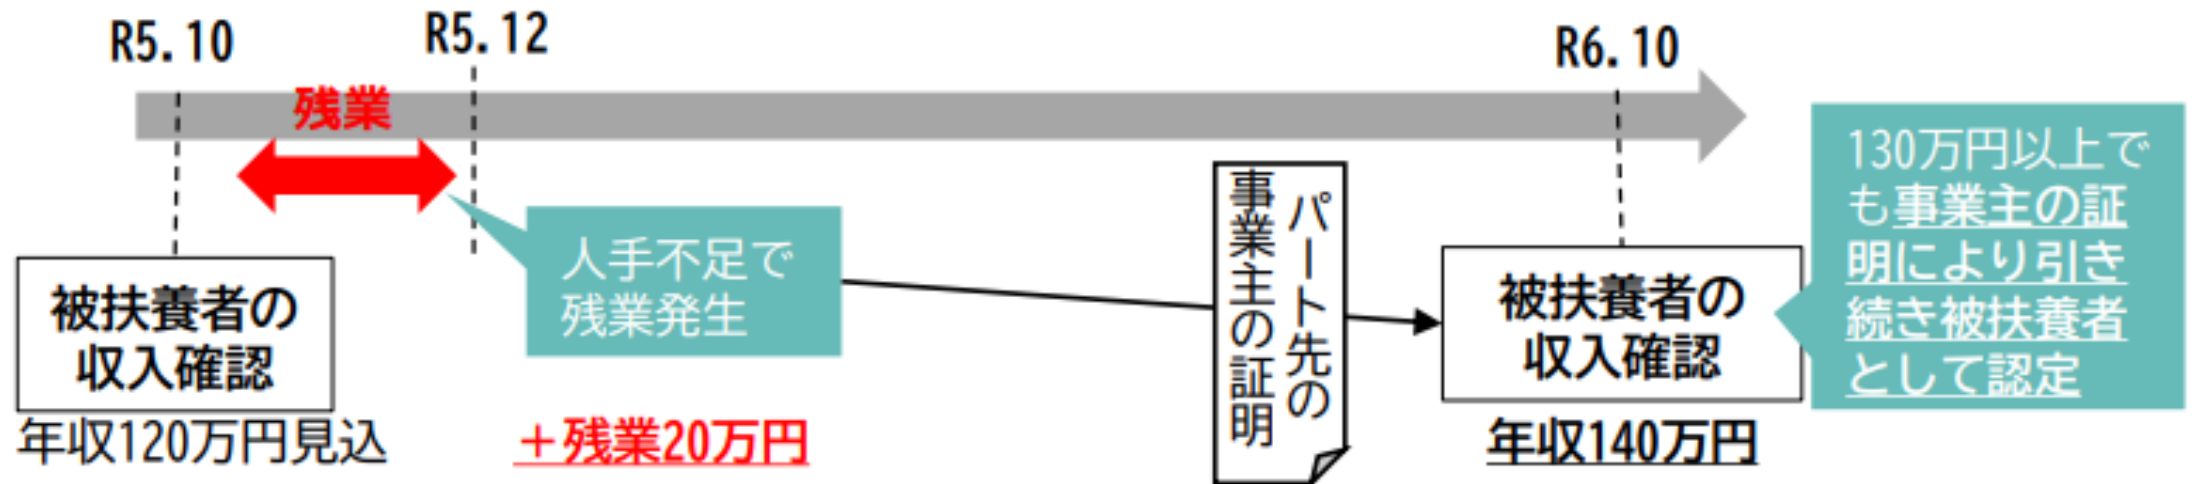 R5.10
R5.12
R6.10
残業
130万円以上で
も事業主の証
明により引き
続き被扶養者
として認定
人手不足で
残業発生
パート先の
事業主の証明
被扶養者の
収入確認
被扶養者の
収入確認
年収120万円見込
＋残業20万円
年収140万円